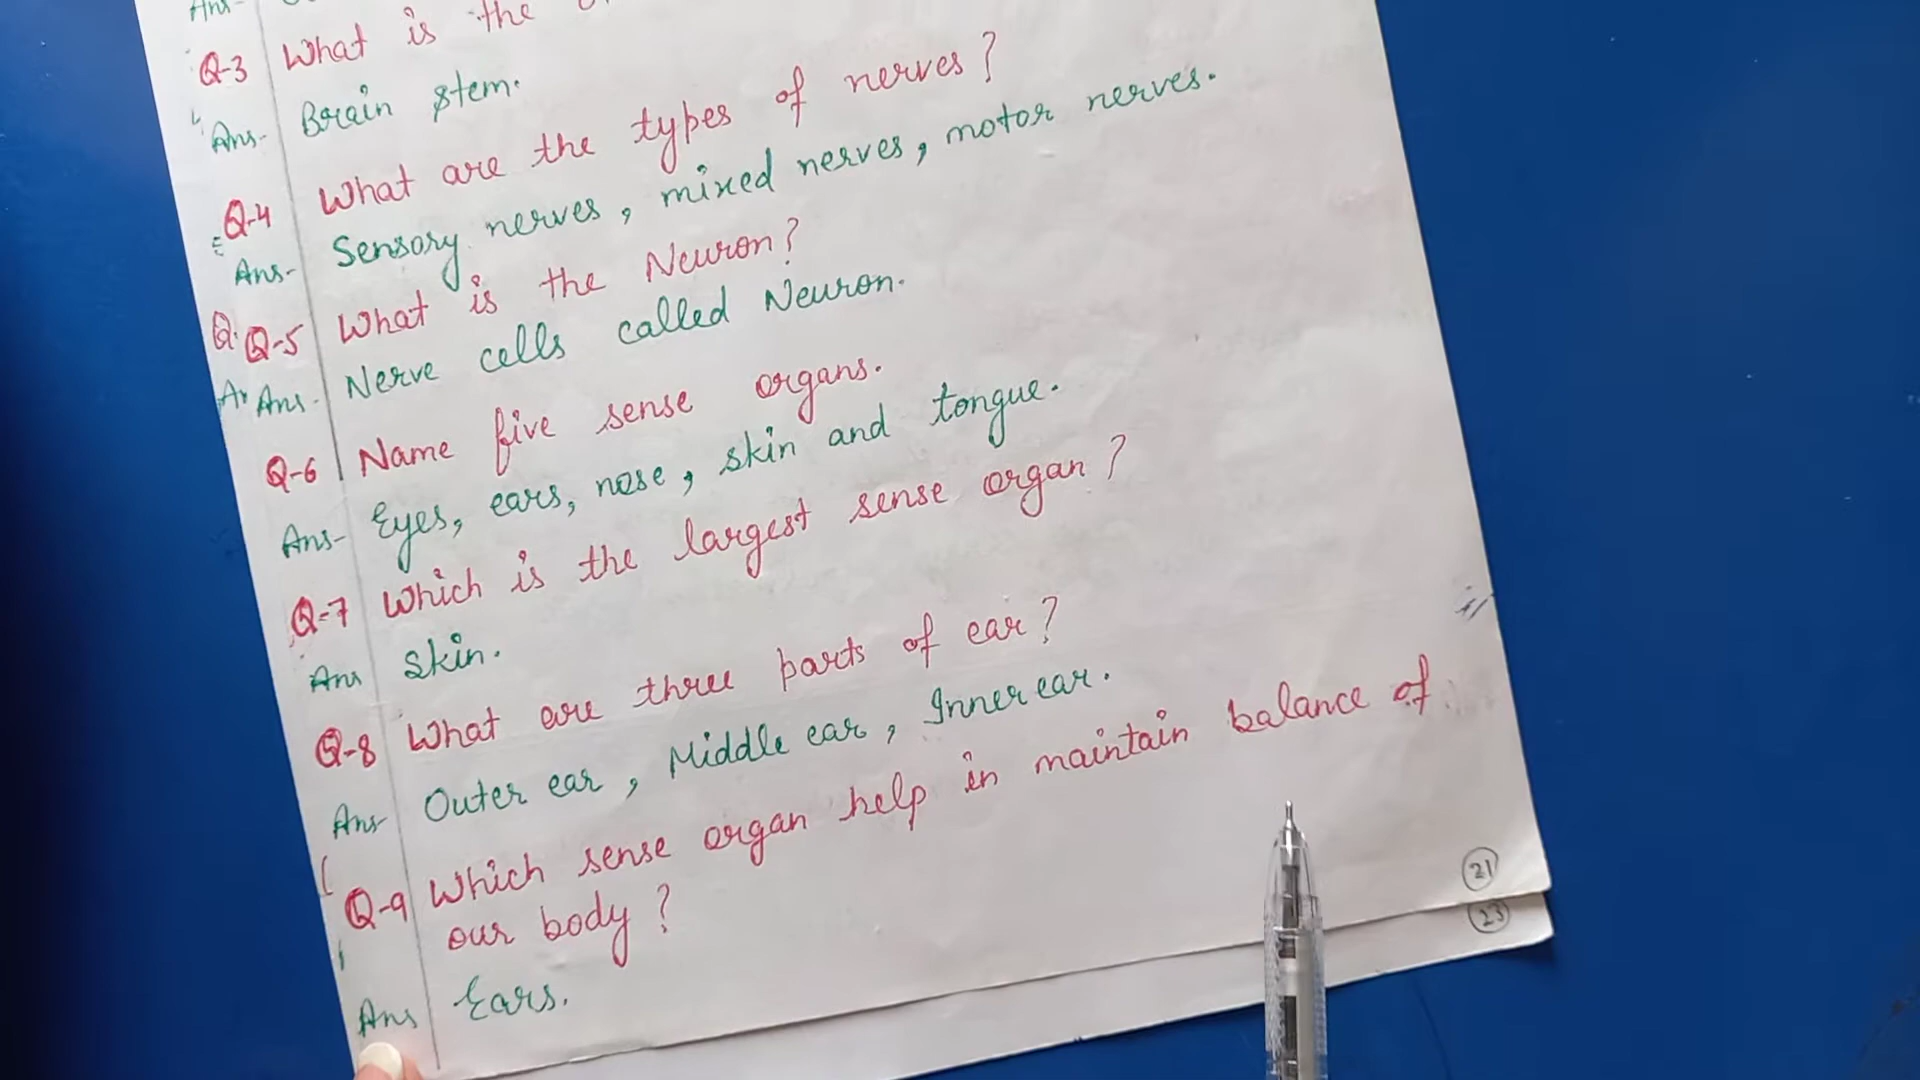 Ans-
Q-3 What is the
Ans- Brain stem.
Q-4 What are the types of nerves?
Ans- Sensory nerves, mixed nerves, motor nerves.
Q-5 What is the Neuron?
Ans- Nerve cells called Neuron.
Q-6 Name five sense organs.
Ans- Eyes, ears, nose, skin and tongue.
Q-7 Which is the largest sense organ?
Ans Skin.
Q-8 What are three parts of ear?
Ans Outer ear, Middle ear, Inner ear.
Q-9 Which sense organ help in maintain balance of
our body?
Ans Ears.
21
23